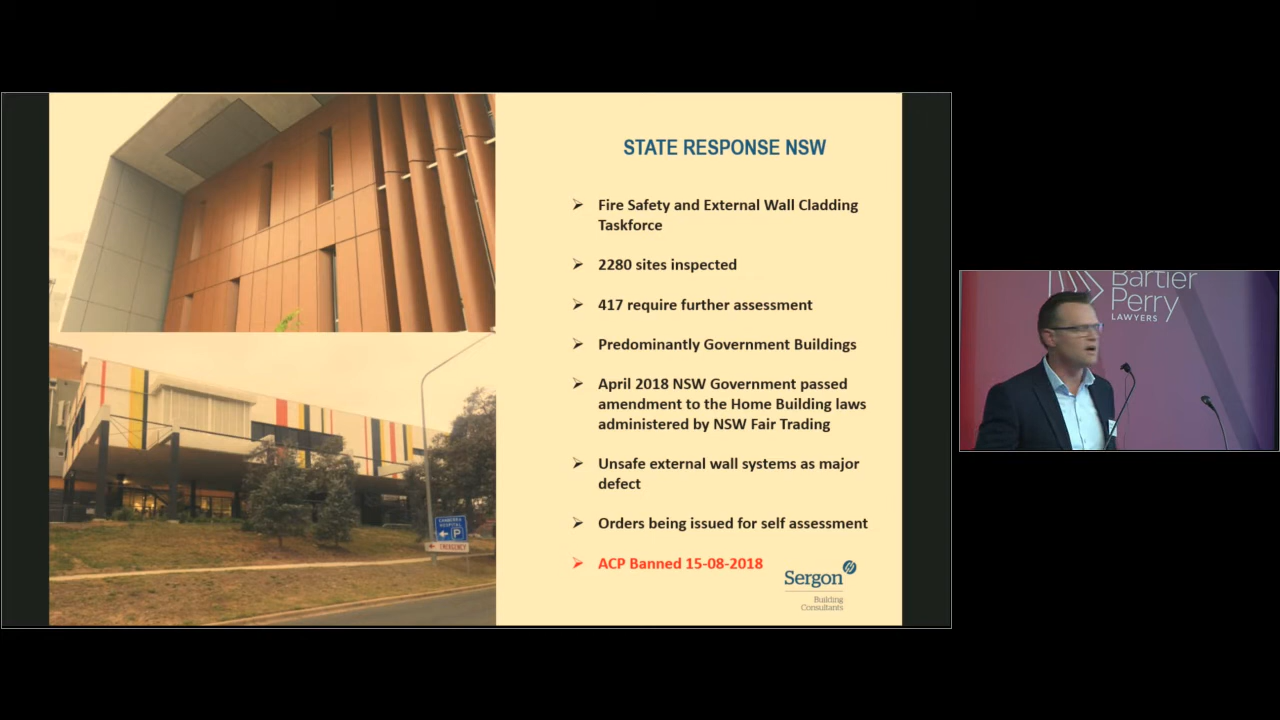 STATE RESPONSE NSW
Fire Safety and External Wall Cladding
Taskforce
2280 sites inspected
417 require further assessment
Predominantly Government Buildings
April 2018 NSW Government passed
amendment to the Home Building laws
administered by NSW Fair Trading
Unsafe external wall systems as major
defect
Orders being issued for self assessment
ACP Banned 15-08-2018
Sergon
Building
Consultants
CANBERRA
HOSPITAL
P
EMERGENCY
Bartier
Perry
LAWYERS